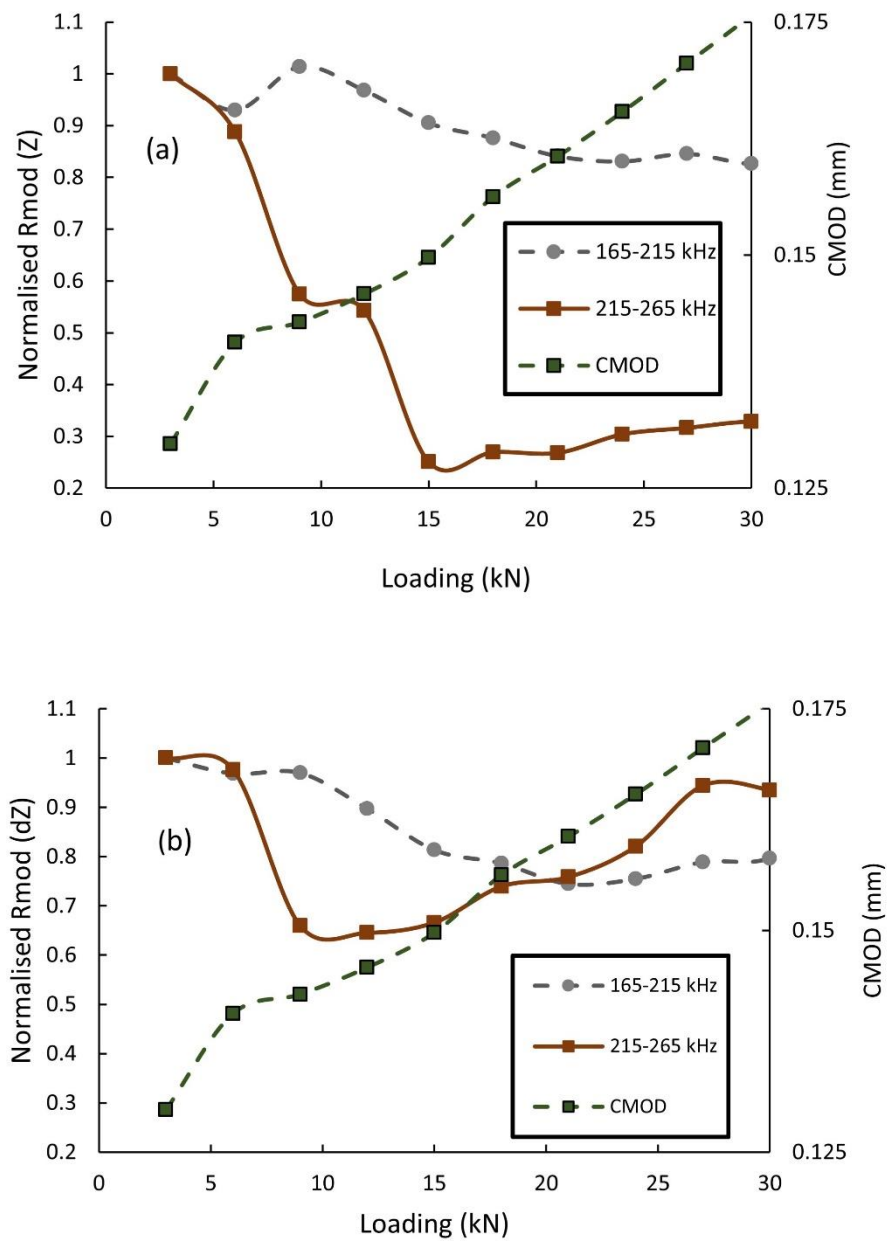 1.1
1
0.9
0.8
0.7
0.6
0.5
0.4
0.3
0.2
Normalised Rmod (Z)
(a)
0.175
0.15
0.125
CMOD (mm)
165-215 kHz
215-265 kHz
CMOD
0 5 10 15 20 25 30
Loading (kN)
1.1
1
0.9
0.8
0.7
0.6
0.5
0.4
0.3
0.2
Normalised Rmod (dZ)
(b)
0.175
0.15
0.125
CMOD (mm)
165-215 kHz
215-265 kHz
CMOD
0 5 10 15 20 25 30
Loading (kN)